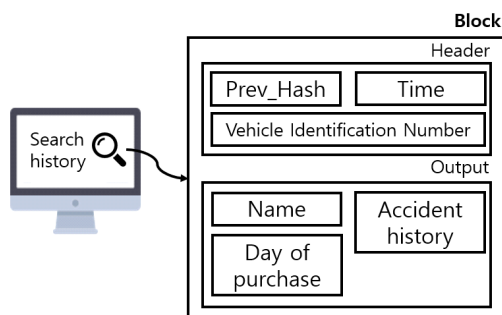 Block
Header
Prev_Hash
Time
Vehicle Identification Number
Search
history
Output
Name
Accident
history
Day of
purchase